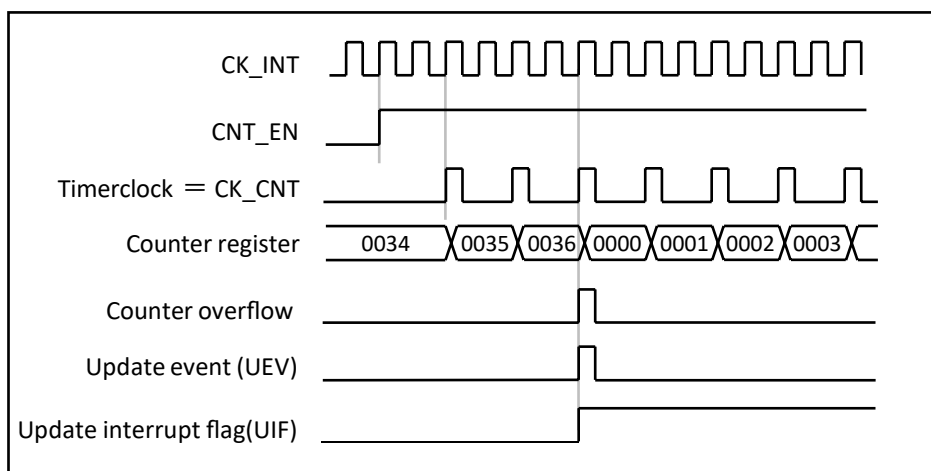 CK_INT
CNT_EN
Timerclock = CK_CNT
Counter register 0034 0035 0036 0000 0001 0002 0003
Counter overflow
Update event (UEV)
Update interrupt flag(UIF)